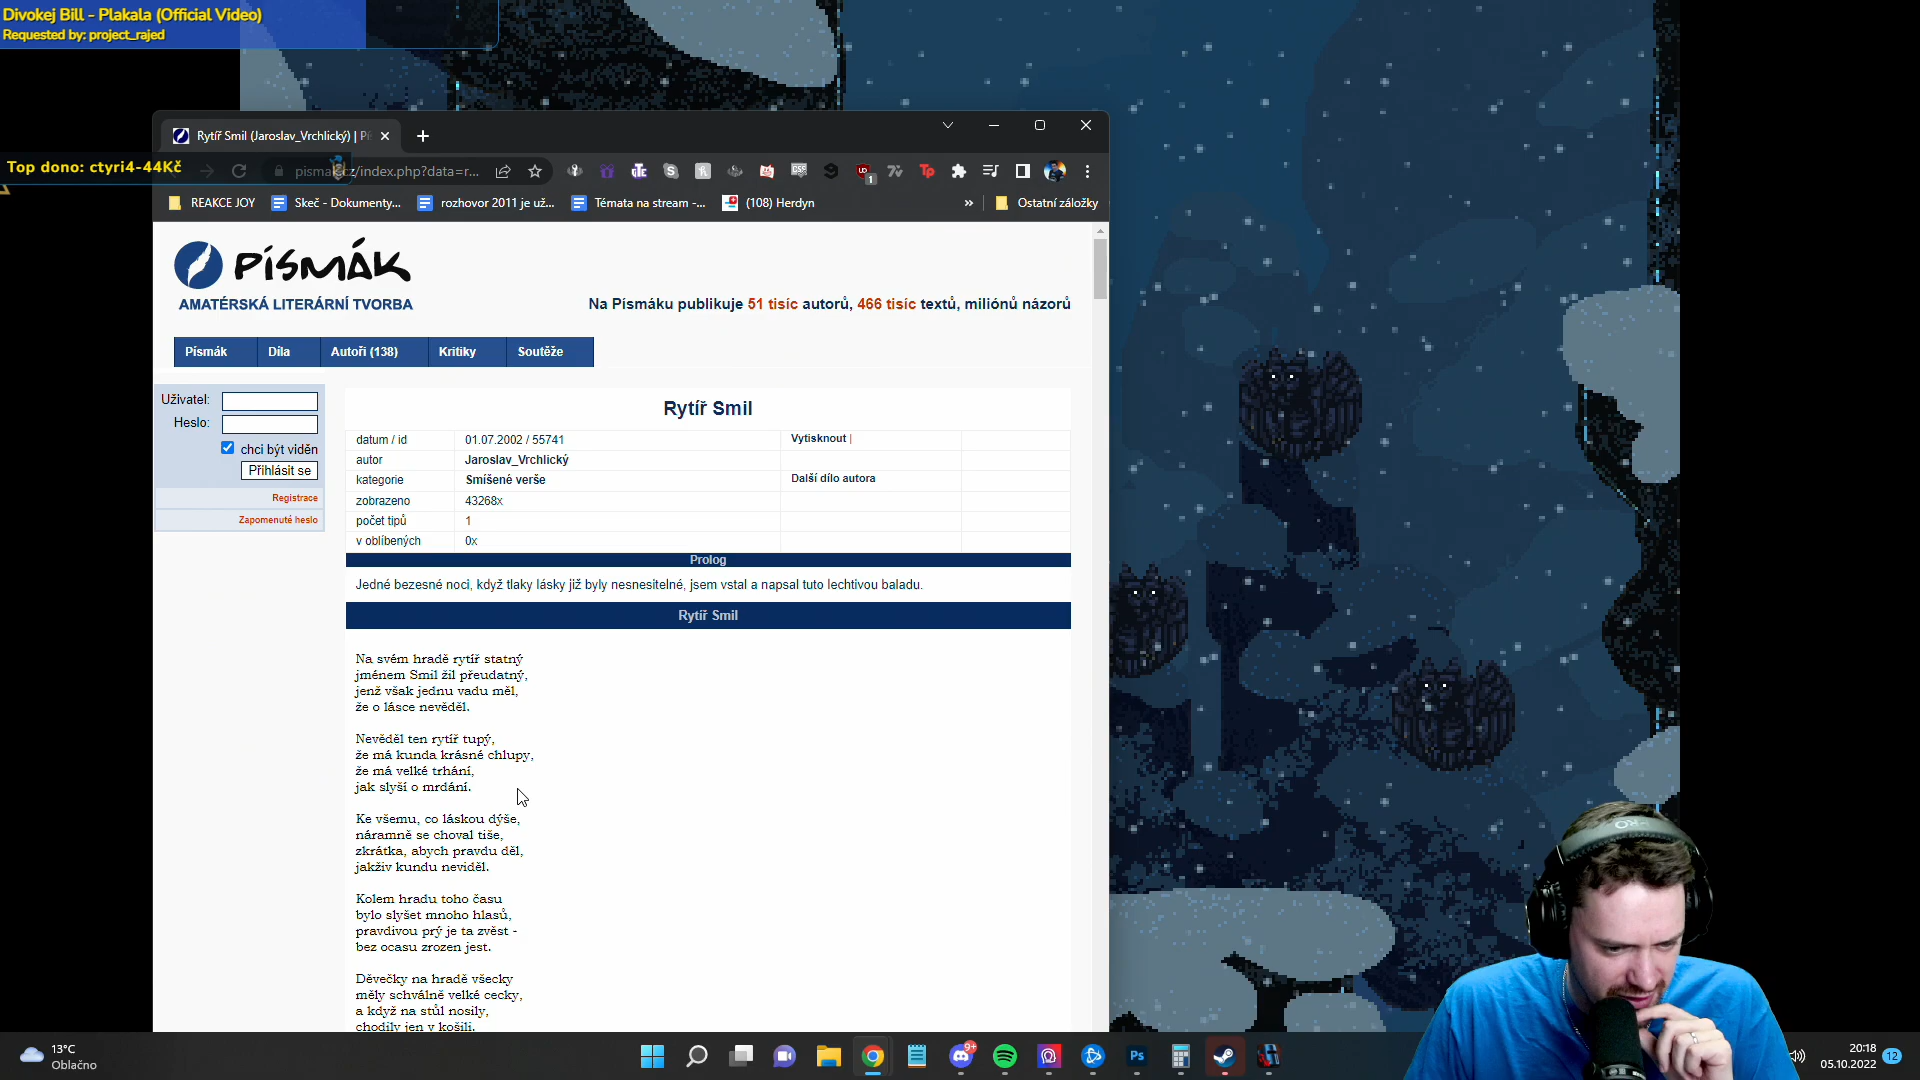 Divokej Bill - Plakala (Official Video)
Requested by: project_rajed
Rytíř Smil (Jaroslav_Vrchlický) | Pí
Top dono: ctyri4-44Kč
cz/index.php?data=r...
REAKCE JOY
Skeč - Dokumenty...
rozhovor 2011 je už...
Témata na stream -...
(108) Herdyn
»
Ostatní záložky
PÍSMÁK
AMATÉRSKÁ LITERÁRNÍ TVORBA
Na Písmáku publikuje 51 tisíc autorů, 466 tisíc textů, miliónů názorů
Písmák
Díla
Autoři (138)
Kritiky
Soutěže
Uživatel:
Heslo:
chci být viděn
Přihlásit se
Registrace
Zapomenuté heslo
Rytíř Smil
datum / id 01.07.2002 / 55741 Vytisknout |
autor Jaroslav_Vrchlický
kategorie Smíšené verše Další dílo autora
zobrazeno 43268x
počet tipů 1
v oblíbených 0x
Prolog
Jedné bezesné noci, když tlaky lásky již byly nesnesitelné, jsem vstal a napsal tuto lechtivou baladu.
Rytíř Smil
Na svém hradě rytíř statný
jménem Smil žil přeudatný,
jenž však jednu vadu měl,
že o lásce nevěděl.
Nevěděl ten rytíř tupý,
že má kunda krásné chlupy,
že má velké trhání,
jak slyší o mrdání.
Ke všemu, co láskou dýše,
náramně se choval tiše,
zkrátka, abych pravdu děl,
jakživ kundu neviděl.
Kolem hradu toho času
bylo slyšet mnoho hlasů,
pravdivou prý je ta zvěst -
bez ocasu zrozen jest.
Děvečky na hradě všecky
měly schválně velké cecky,
a když na stůl nosily,
chodily jen v košili.
13°C
Oblačno
9+
Ps
20:18
05.10.2022
12